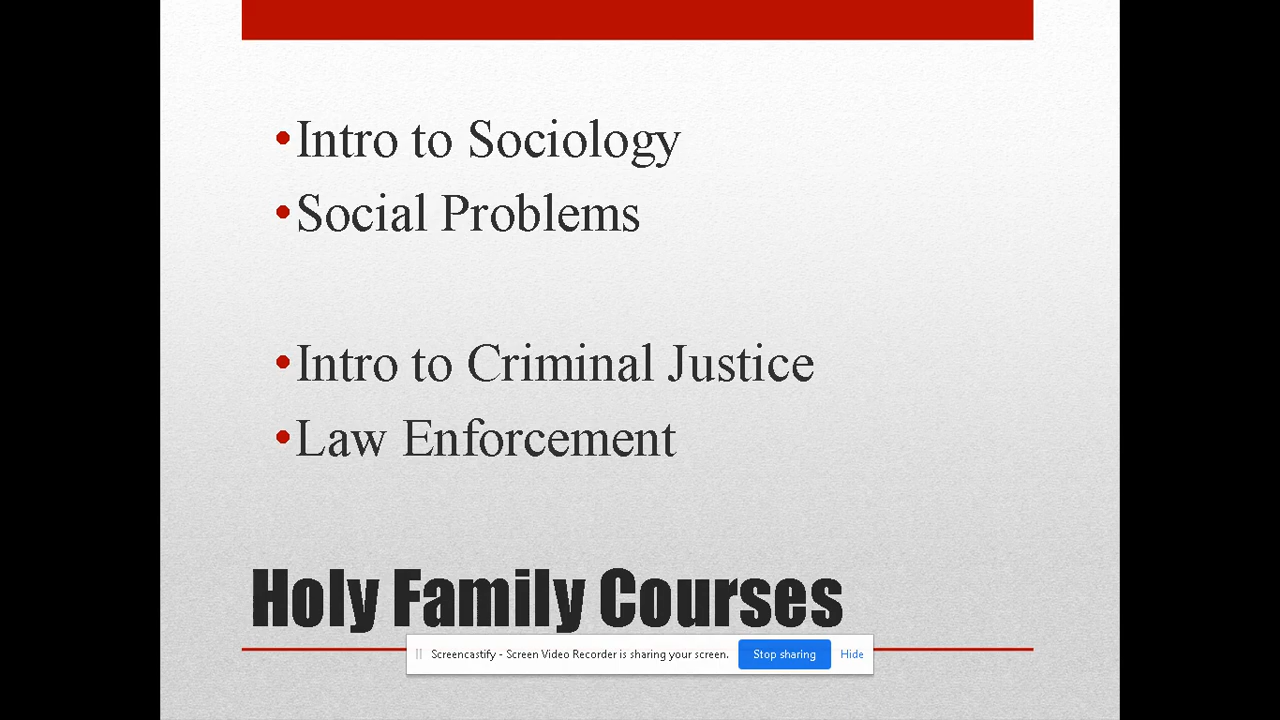 •Intro to Sociology
•Social Problems
•Intro to Criminal Justice
•Law Enforcement
Holy Family Courses
Screencastify - Screen Video Recorder is sharing your screen. Stop sharing Hide